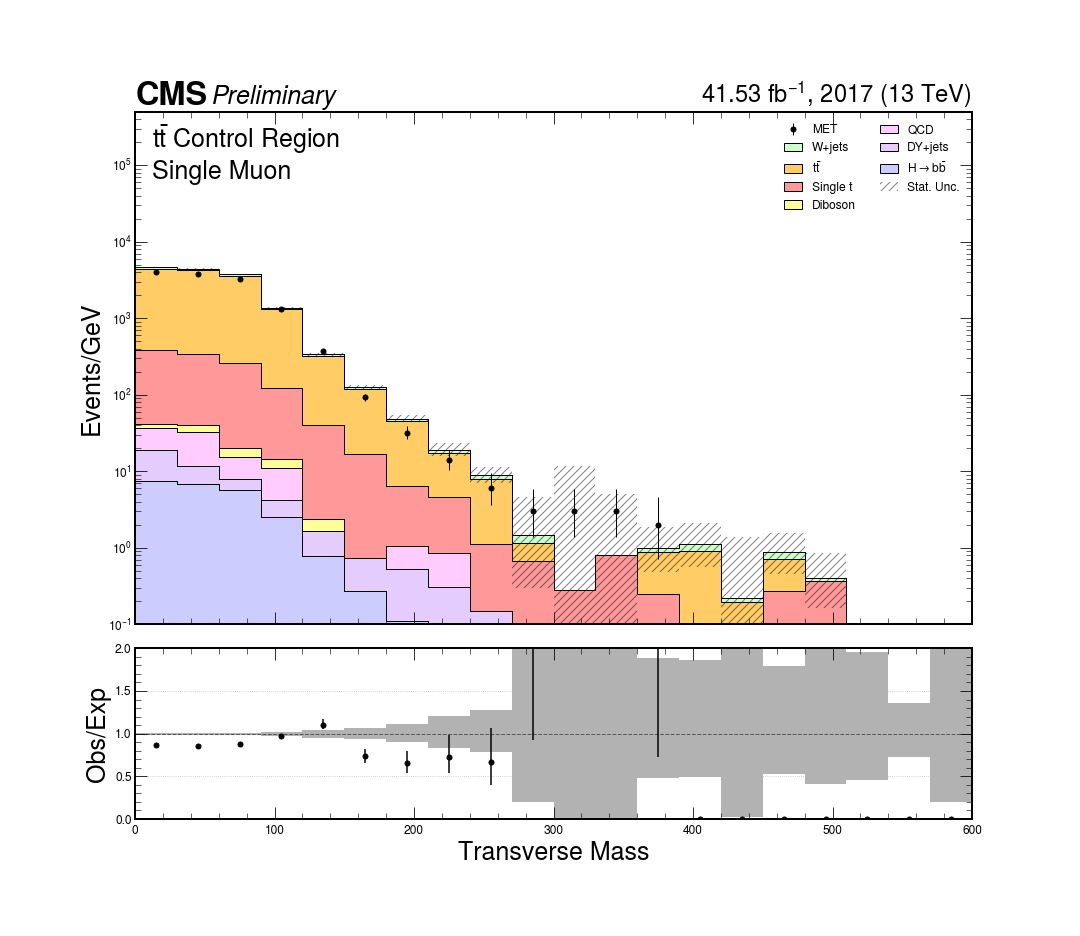 CMS Preliminary 41.53 fb⁻¹, 2017 (13 TeV)
tt̄ Control Region
Single Muon
MET
W+jets
tt̄
Single t
Diboson
QCD
DY+jets
H→bb̄
Stat. Unc.
Events/GeV
10⁵
10⁴
10³
10²
10¹
10⁰
10⁻¹
Obs/Exp
2.0
1.5
1.0
0.5
0.0
0 100 200 300 400 500 600
Transverse Mass